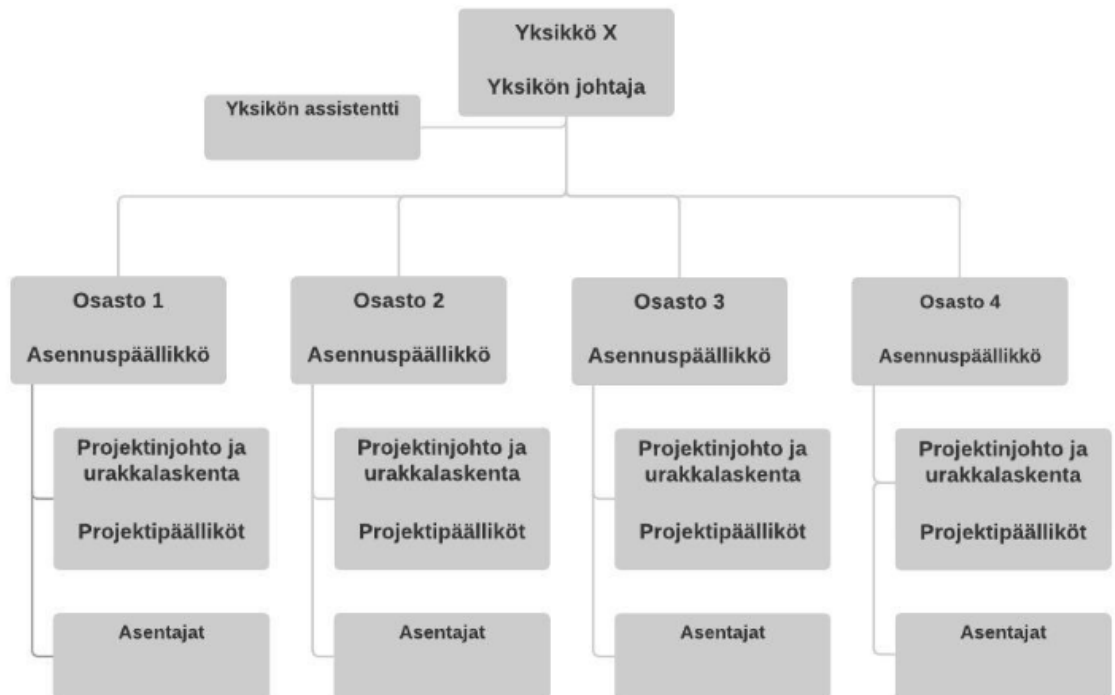 Yksikkö X
Yksikön johtaja
Yksikön assistentti
Osasto 1
Asennuspäällikkö
Osasto 2
Asennuspäällikkö
Osasto 3
Asennuspäällikkö
Osasto 4
Asennuspäällikkö
Projektinjohto ja
urakkalaskenta
Projektipäälliköt
Projektinjohto ja
urakkalaskenta
Projektipäälliköt
Projektinjohto ja
urakkalaskenta
Projektipäälliköt
Projektinjohto ja
urakkalaskenta
Projektipäälliköt
Asentajat
Asentajat
Asentajat
Asentajat